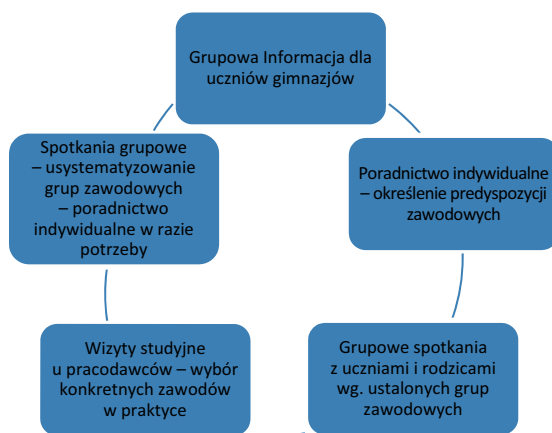 Grupowa Informacja dla
uczniów gimnazjów
Spotkania grupowe
– usystematyzowanie
grup zawodowych
– poradnictwo
indywidualne w razie
potrzeby
Poradnictwo indywidualne
– określenie predyspozycji
zawodowych
Wizyty studyjne
u pracodawców – wybór
konkretnych zawodów
w praktyce
Grupowe spotkania
z uczniami i rodzicami
wg. ustalonych grup
zawodowych